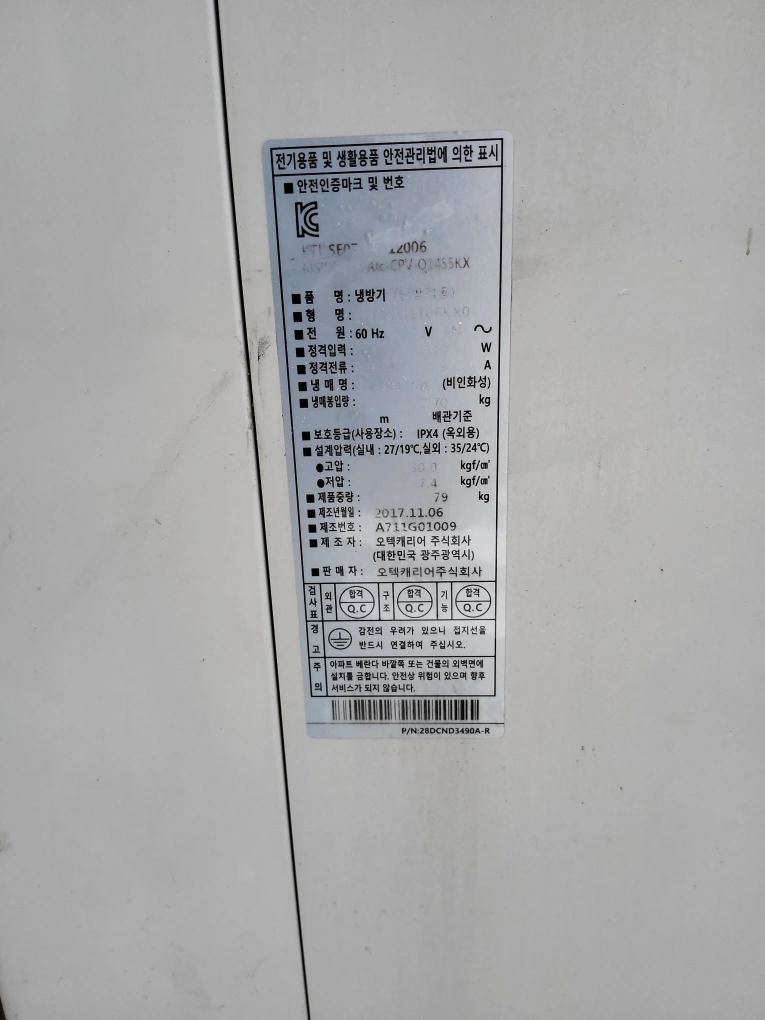 전기용품 및 생활용품 안전관리법에 의한 표시
■ 안전인증마크 및 번호
KC
12006
CPV-Q1455KX
■ 품 명 : 냉방기
■ 형 명 :
■ 전 원 : 60 Hz V ~
■ 정격입력 : W
■ 정격전류 : A
■ 냉 매 명 : (비인화성)
■ 냉매봉입량 : kg
m 배관기준
■ 보호등급(사용장소) : IPX4 (옥외용)
■ 설계압력(실내 : 27/19℃,실외 : 35/24℃)
●고압 : kgf/㎠
●저압 : kgf/㎠
■ 제품중량 : 79 kg
■ 제조년월일 : 2017.11.06
■ 제조번호 : A711G01009
■ 제 조 자 : 오텍캐리어 주식회사
(대한민국 광주광역시)
■ 판 매 자 : 오텍캐리어주식회사
검사표 외관 합격 Q.C 구조 합격 Q.C 기능 합격 Q.C
경고 감전의 우려가 있으니 접지선을
반드시 연결하여 주십시오.
주의 아파트 베란다 바깥쪽 또는 건물의 외벽면에
설치를 금합니다. 안전상 위험이 있으며 향후
서비스가 되지 않습니다.
P/N:28DCND3490A-R